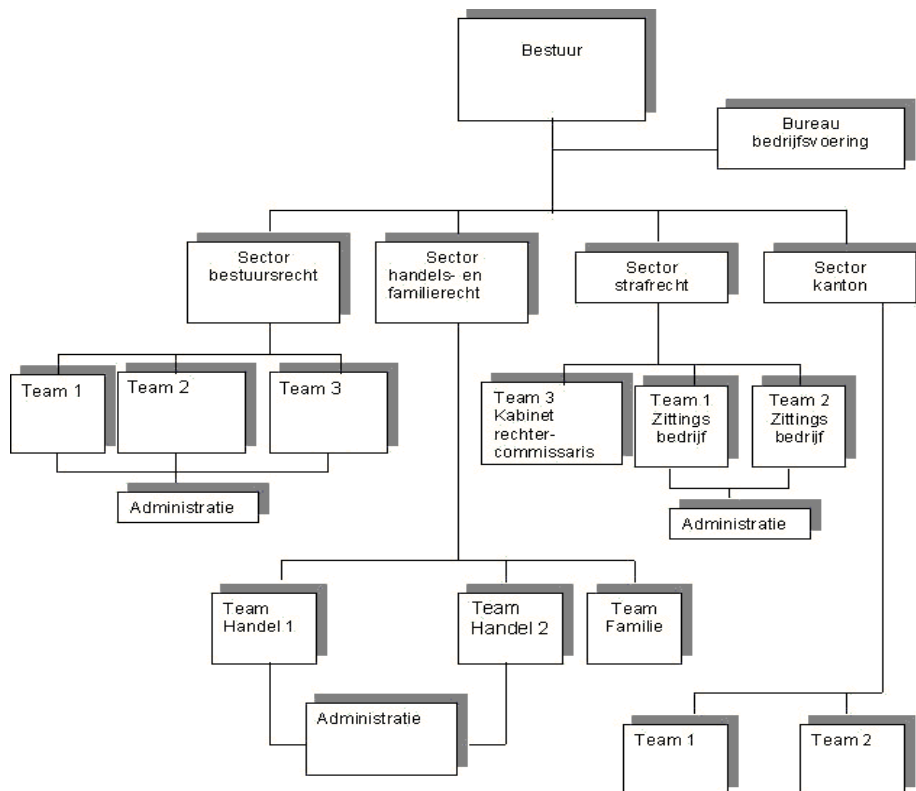 Bestuur
Bureau
bedrijfsvoering
Sector
bestuursrecht
Sector
handels- en
familierecht
Sector
strafrecht
Sector
kanton
Team 1
Team 2
Team 3
Administratie
Team 3
Kabinet
rechter-
commissaris
Team 1
Zittings
bedrijf
Team 2
Zittings
bedrijf
Administratie
Team
Handel 1
Team
Handel 2
Team
Familie
Administratie
Team 1
Team 2